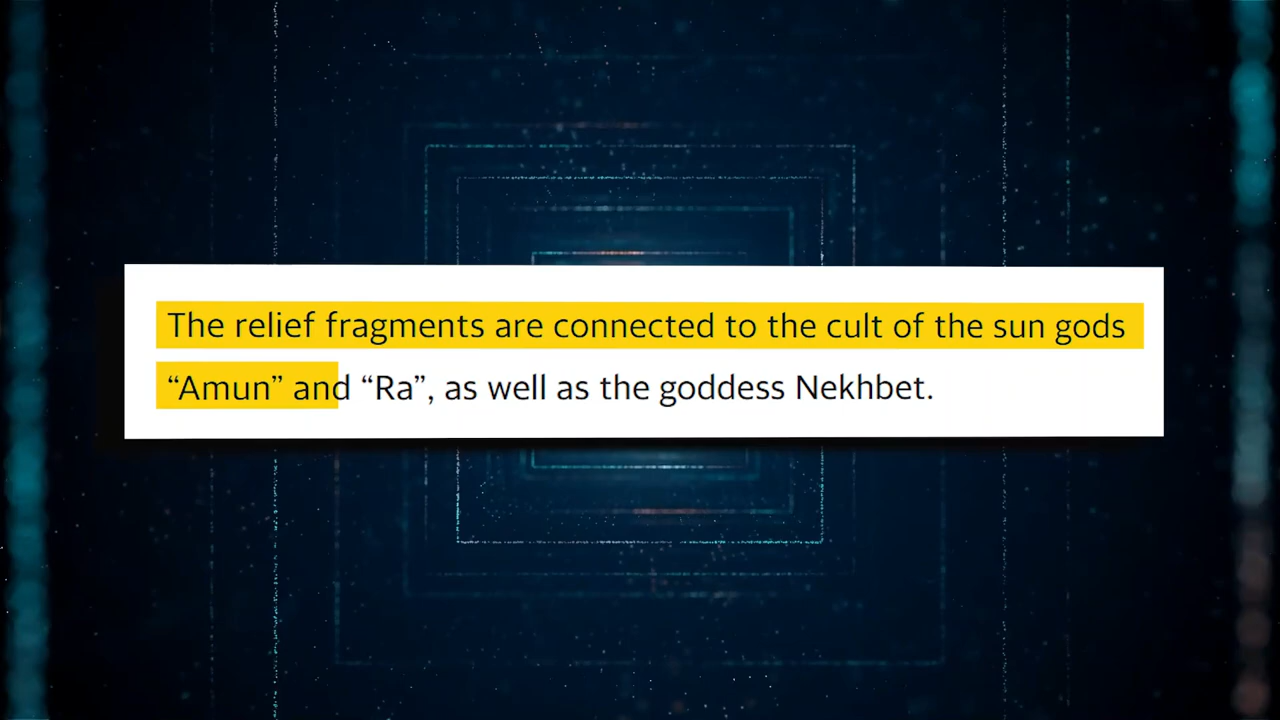 The relief fragments are connected to the cult of the sun gods
“Amun” and “Ra”, as well as the goddess Nekhbet.